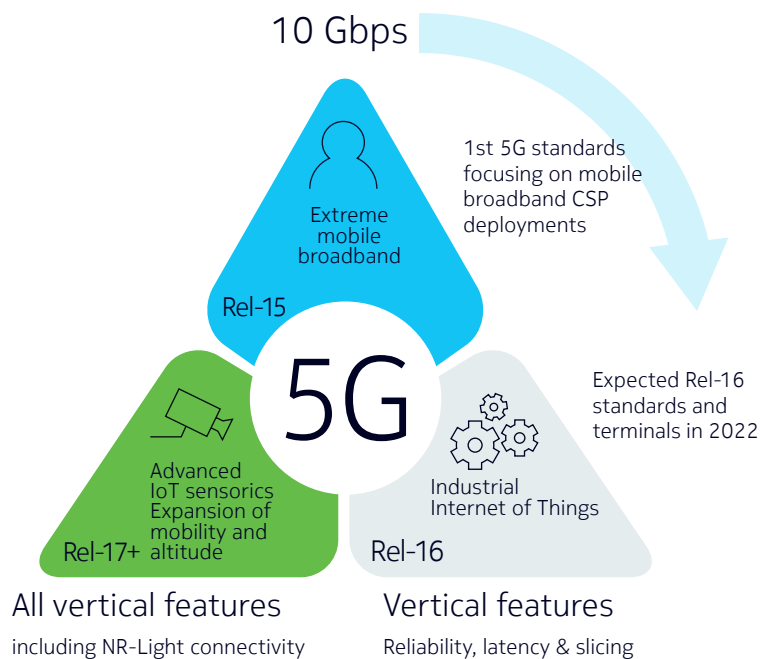 10 Gbps
1st 5G standards
focusing on mobile
broadband CSP
deployments
Extreme
mobile
broadband
Rel-15
5G
Expected Rel-16
standards and
terminals in 2022
Advanced
IoT sensorics
Expansion of
mobility and
altitude
Rel-17+
Industrial
Internet of Things
Rel-16
All vertical features
including NR-Light connectivity
Vertical features
Reliability, latency & slicing